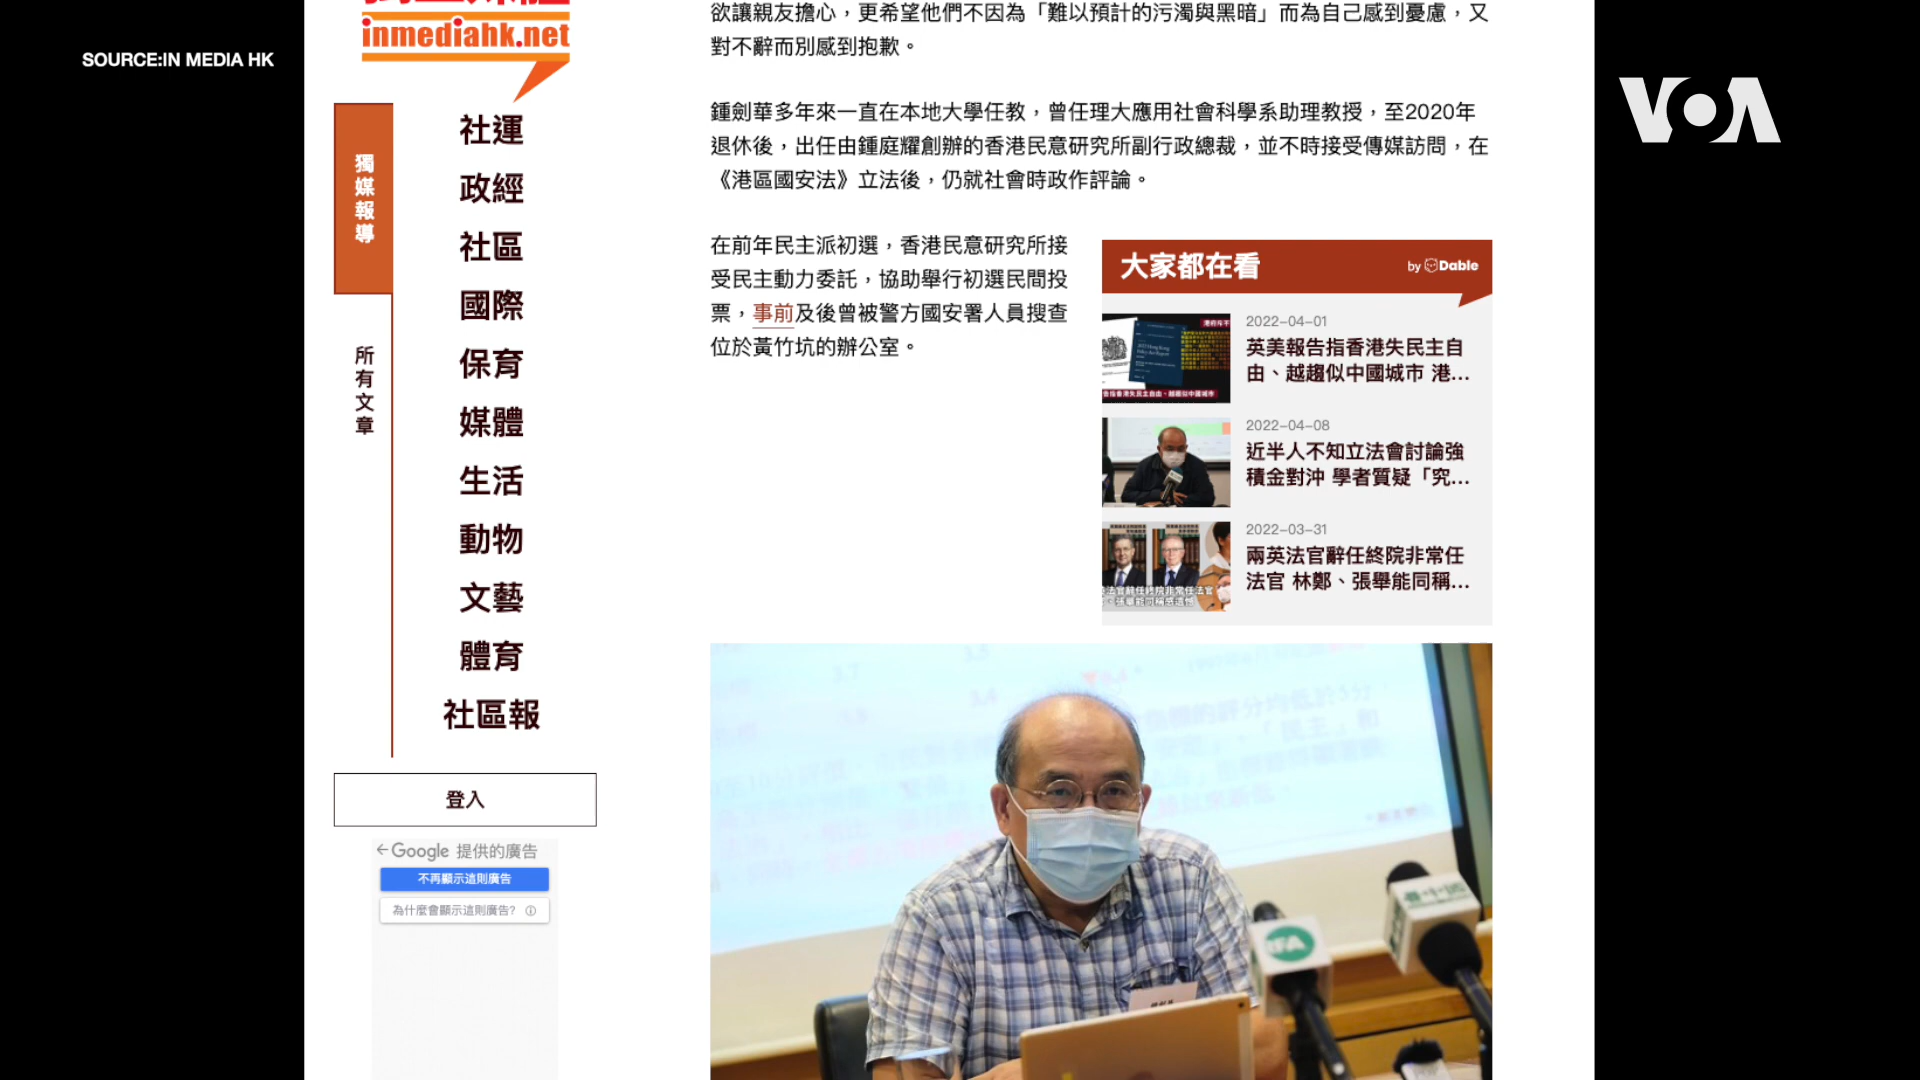 SOURCE:IN MEDIA HK
VOA
inmediahk.net
獨媒報導
所有文章
社運
政經
社區
國際
保育
媒體
生活
動物
文藝
體育
社區報
登入
Google 提供的廣告
不再顯示這則廣告
為什麼會顯示這則廣告?
欲讓親友擔心，更希望他們不因為「難以預計的污濁與黑暗」而為自己感到憂慮，又
對不辭而別感到抱歉。
鍾劍華多年來一直在本地大學任教，曾任理大應用社會科學系助理教授，至2020年
退休後，出任由鍾庭耀創辦的香港民意研究所副行政總裁，並不時接受傳媒訪問，在
《港區國安法》立法後，仍就社會時政作評論。
在前年民主派初選，香港民意研究所接
受民主動力委託，協助舉行初選民間投
票，事前及後曾被警方國安署人員搜查
位於黃竹坑的辦公室。
大家都在看
by Dable
2022-04-01
英美報告指香港失民主自
由、越趨似中國城市 港...
2022-04-08
近半人不知立法會討論強
積金對沖 學者質疑「究...
2022-03-31
兩英法官辭任終院非常任
法官 林鄭、張舉能同稱...